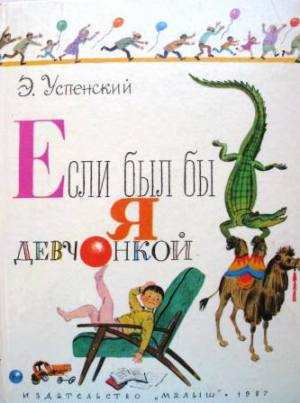 Э. Успенский
Если был бы
Я
девчонкой
ИЗДАТЕЛЬСТВО „МАЛЫШ" • 1987